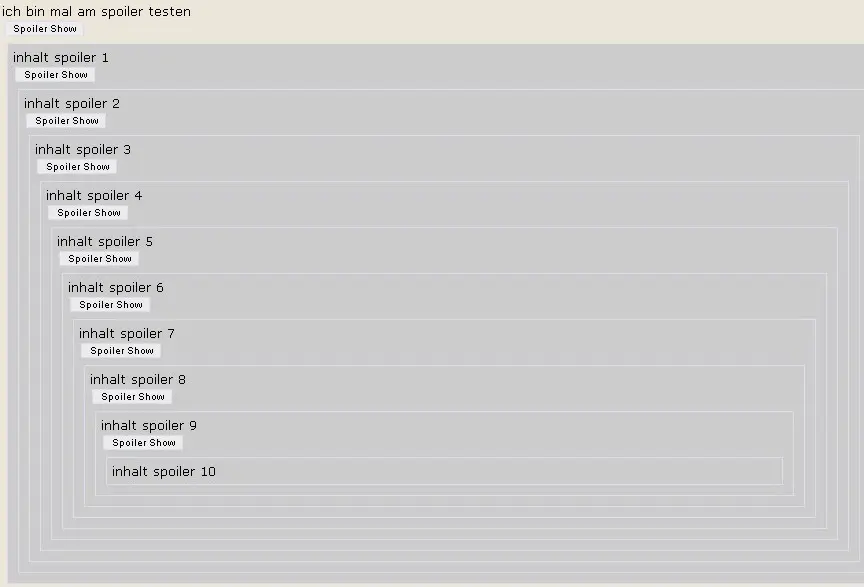 ich bin mal am spoiler testen
Spoiler Show
inhalt spoiler 1
Spoiler Show
inhalt spoiler 2
Spoiler Show
inhalt spoiler 3
Spoiler Show
inhalt spoiler 4
Spoiler Show
inhalt spoiler 5
Spoiler Show
inhalt spoiler 6
Spoiler Show
inhalt spoiler 7
Spoiler Show
inhalt spoiler 8
Spoiler Show
inhalt spoiler 9
Spoiler Show
inhalt spoiler 10